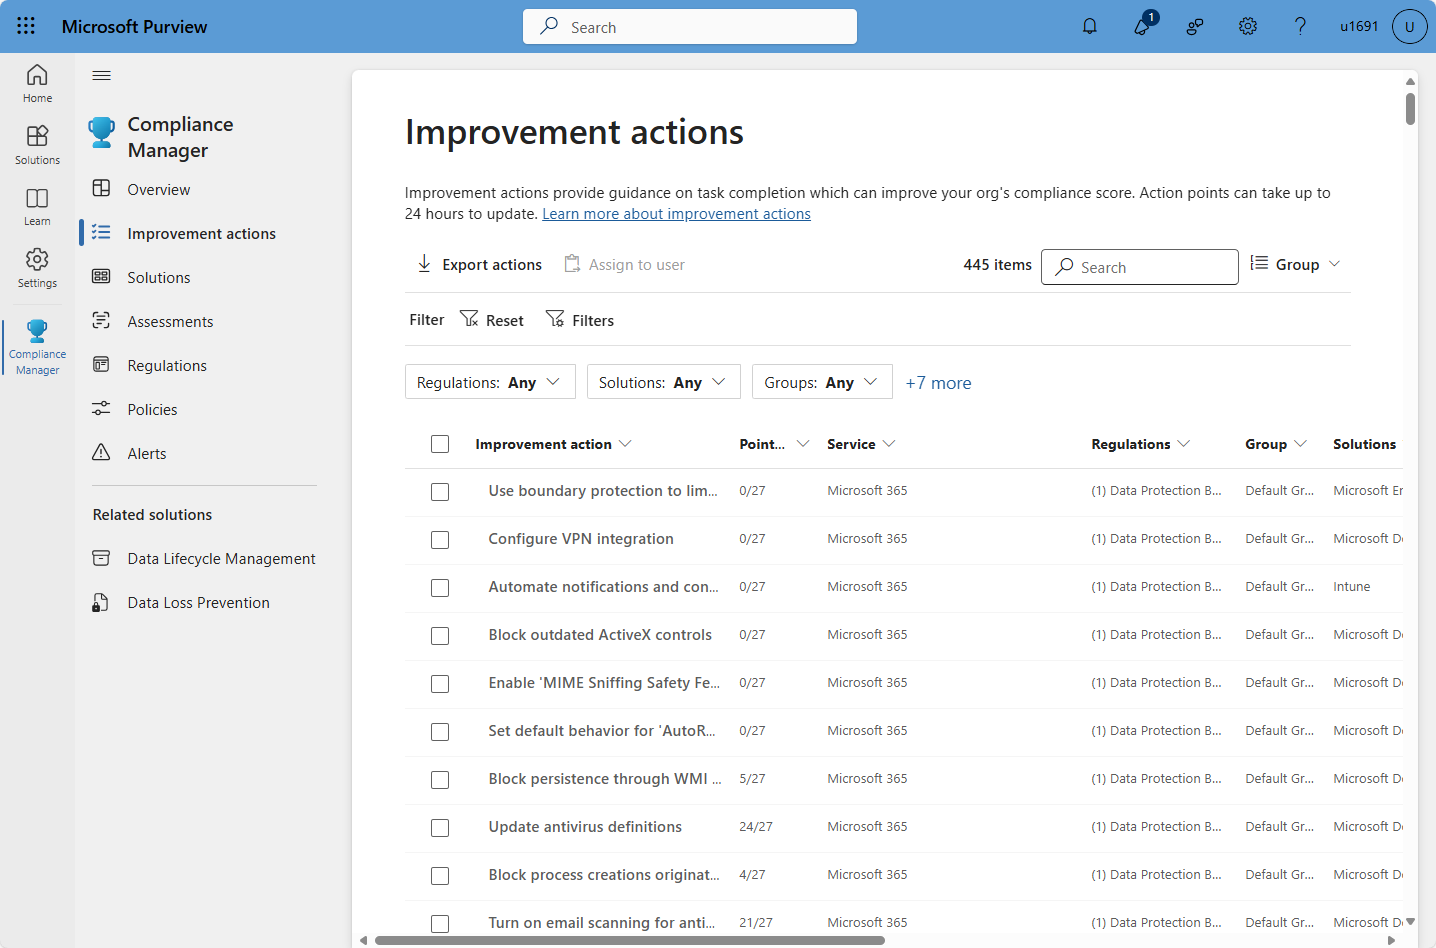 Microsoft Purview
Search
1
u1691
U
Home
Solutions
Learn
Settings
Compliance
Manager
Compliance
Manager
Overview
Improvement actions
Solutions
Assessments
Regulations
Policies
Alerts
Related solutions
Data Lifecycle Management
Data Loss Prevention
Improvement actions
Improvement actions provide guidance on task completion which can improve your org's compliance score. Action points can take up to
24 hours to update. Learn more about improvement actions
Export actions Assign to user 445 items Search Group
Filter Reset Filters
Regulations: Any Solutions: Any Groups: Any +7 more
Improvement action Point... Service Regulations Group Solutions
Use boundary protection to lim... 0/27 Microsoft 365 (1) Data Protection B... Default Gr... Microsoft En
Configure VPN integration 0/27 Microsoft 365 (1) Data Protection B... Default Gr... Microsoft De
Automate notifications and con... 0/27 Microsoft 365 (1) Data Protection B... Default Gr... Intune
Block outdated ActiveX controls 0/27 Microsoft 365 (1) Data Protection B... Default Gr... Microsoft De
Enable 'MIME Sniffing Safety Fe... 0/27 Microsoft 365 (1) Data Protection B... Default Gr... Microsoft De
Set default behavior for 'AutoR... 0/27 Microsoft 365 (1) Data Protection B... Default Gr... Microsoft De
Block persistence through WMI ... 5/27 Microsoft 365 (1) Data Protection B... Default Gr... Microsoft De
Update antivirus definitions 24/27 Microsoft 365 (1) Data Protection B... Default Gr... Microsoft De
Block process creations originat... 4/27 Microsoft 365 (1) Data Protection B... Default Gr... Microsoft De
Turn on email scanning for anti... 21/27 Microsoft 365 (1) Data Protection B... Default Gr... Microsoft De